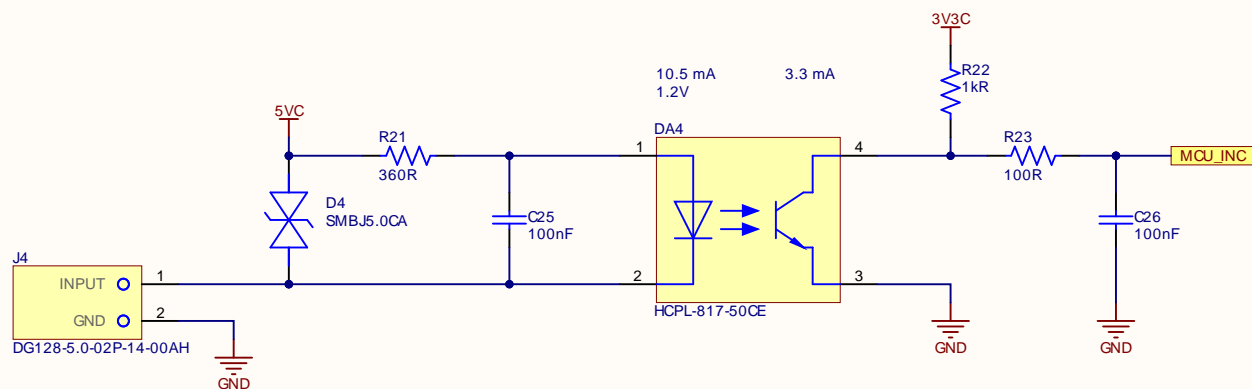 3V3C
10.5 mA
3.3 mA
1.2V
R22
1kR
5VC
R21
360R
DA4
R23
100R
1
4
MCU_INC
D4
SMBJ5.0CA
C25
100nF
C26
100nF
J4
INPUT
1
2
3
GND
2
HCPL-817-50CE
DG128-5.0-02P-14-00AH
GND
GND
GND